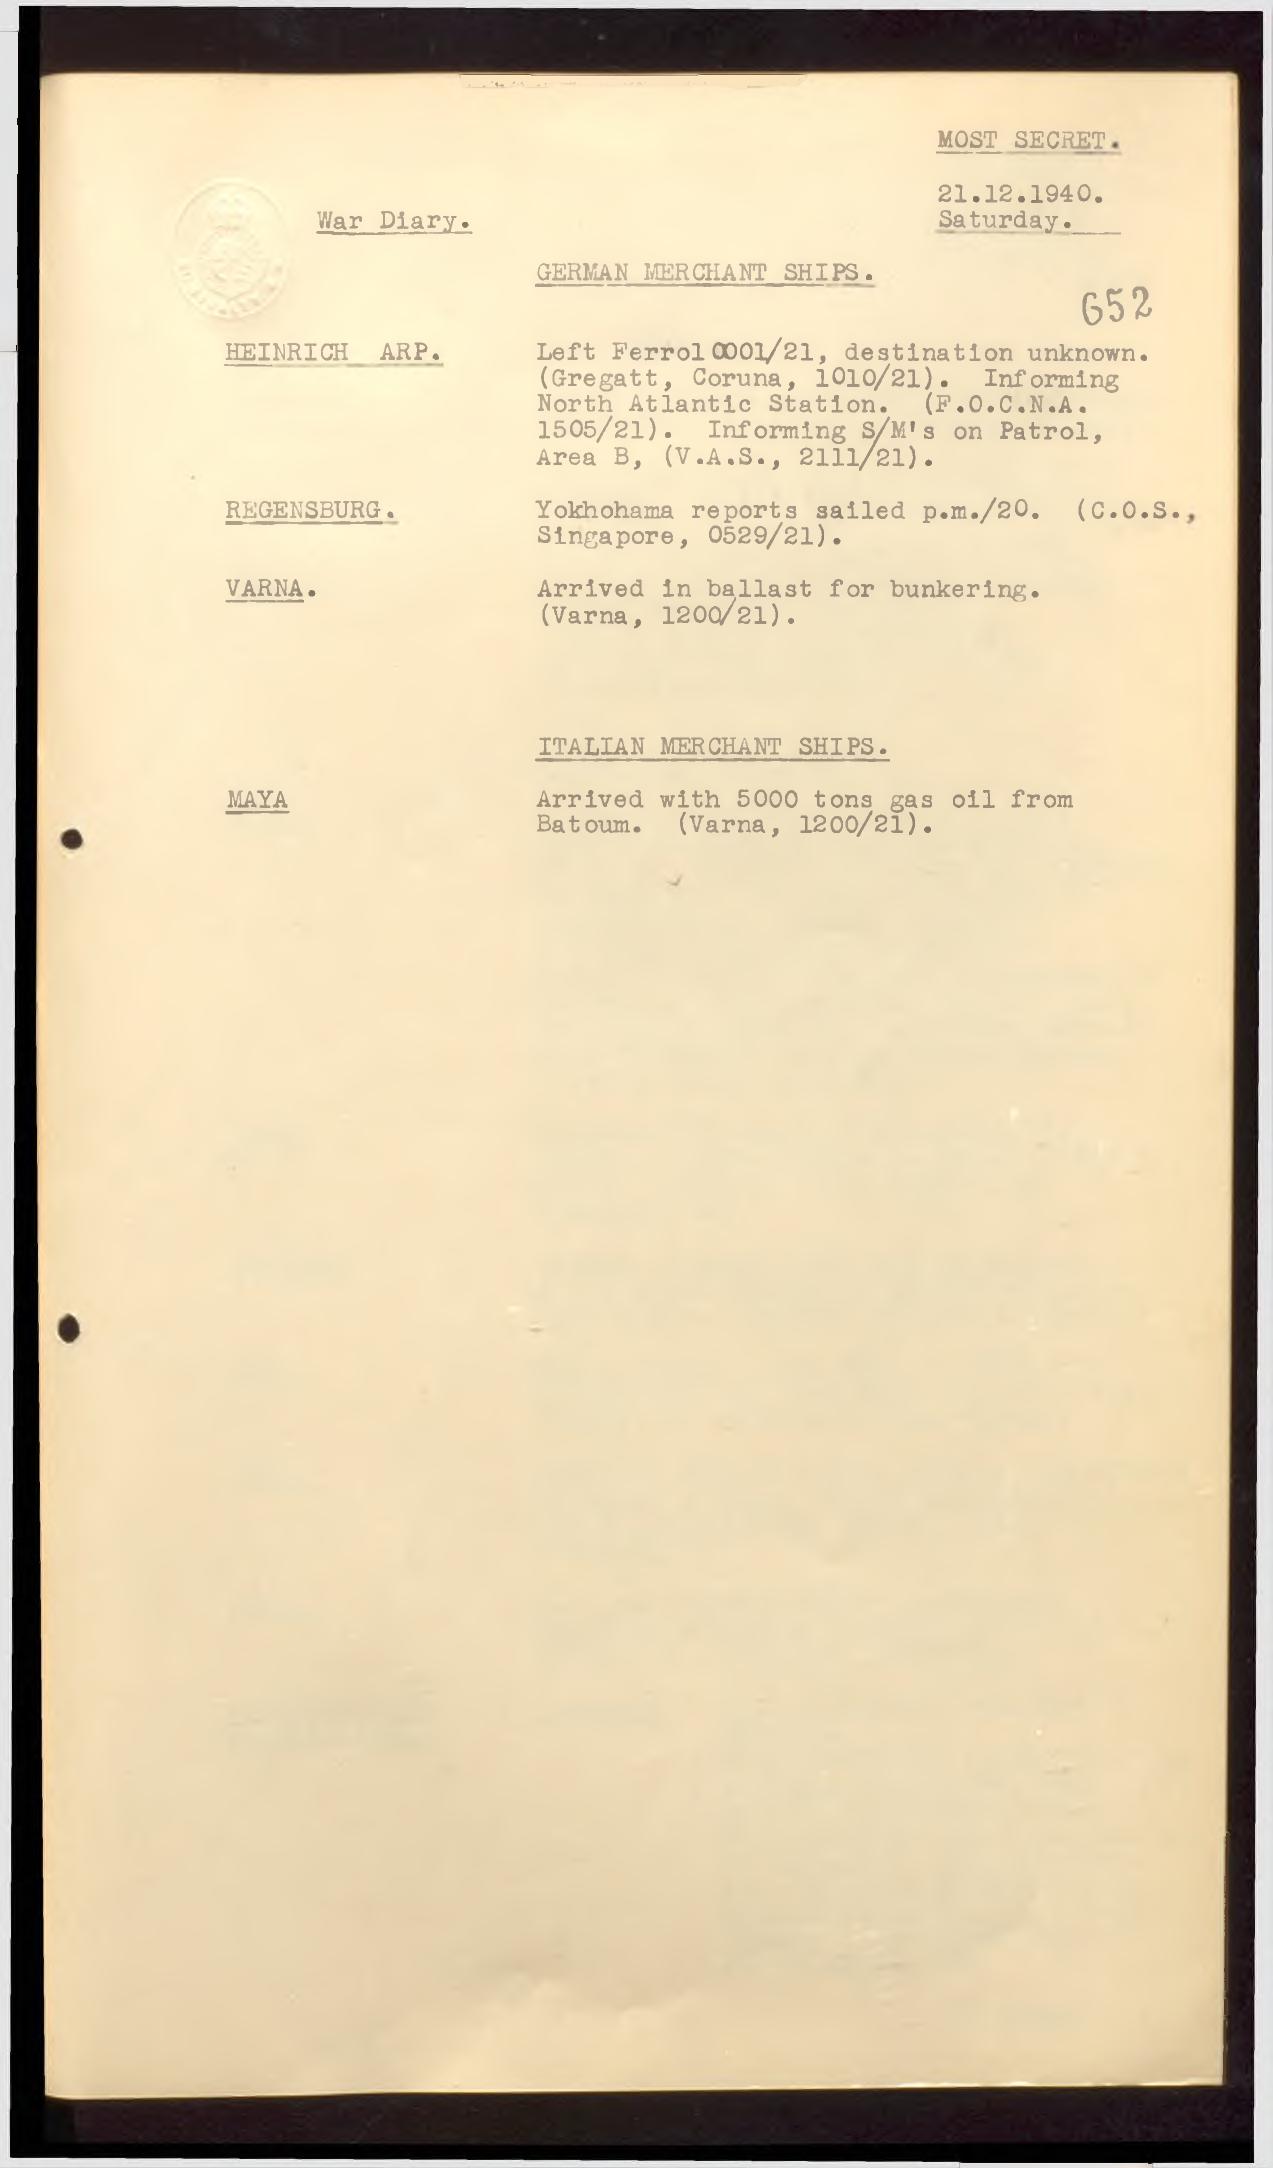 MOST SECRET.
21.12.1940.
War Diary.
Saturday.
GERMAN MERCHANT SHIPS.
652
HEINRICH ARP. Left Ferrol 0001/21, destination unknown.
(Gregatt, Coruna, 1010/21). Informing
North Atlantic Station. (F.O.C.N.A.
1505/21). Informing S/M's on Patrol,
Area B, (V.A.S., 2111/21).
REGENSBURG. Yokhohama reports sailed p.m./20. (C.O.S.,
Singapore, 0529/21).
VARNA. Arrived in ballast for bunkering.
(Varna, 1200/21).
ITALIAN MERCHANT SHIPS.
MAYA Arrived with 5000 tons gas oil from
Batoum. (Varna, 1200/21).